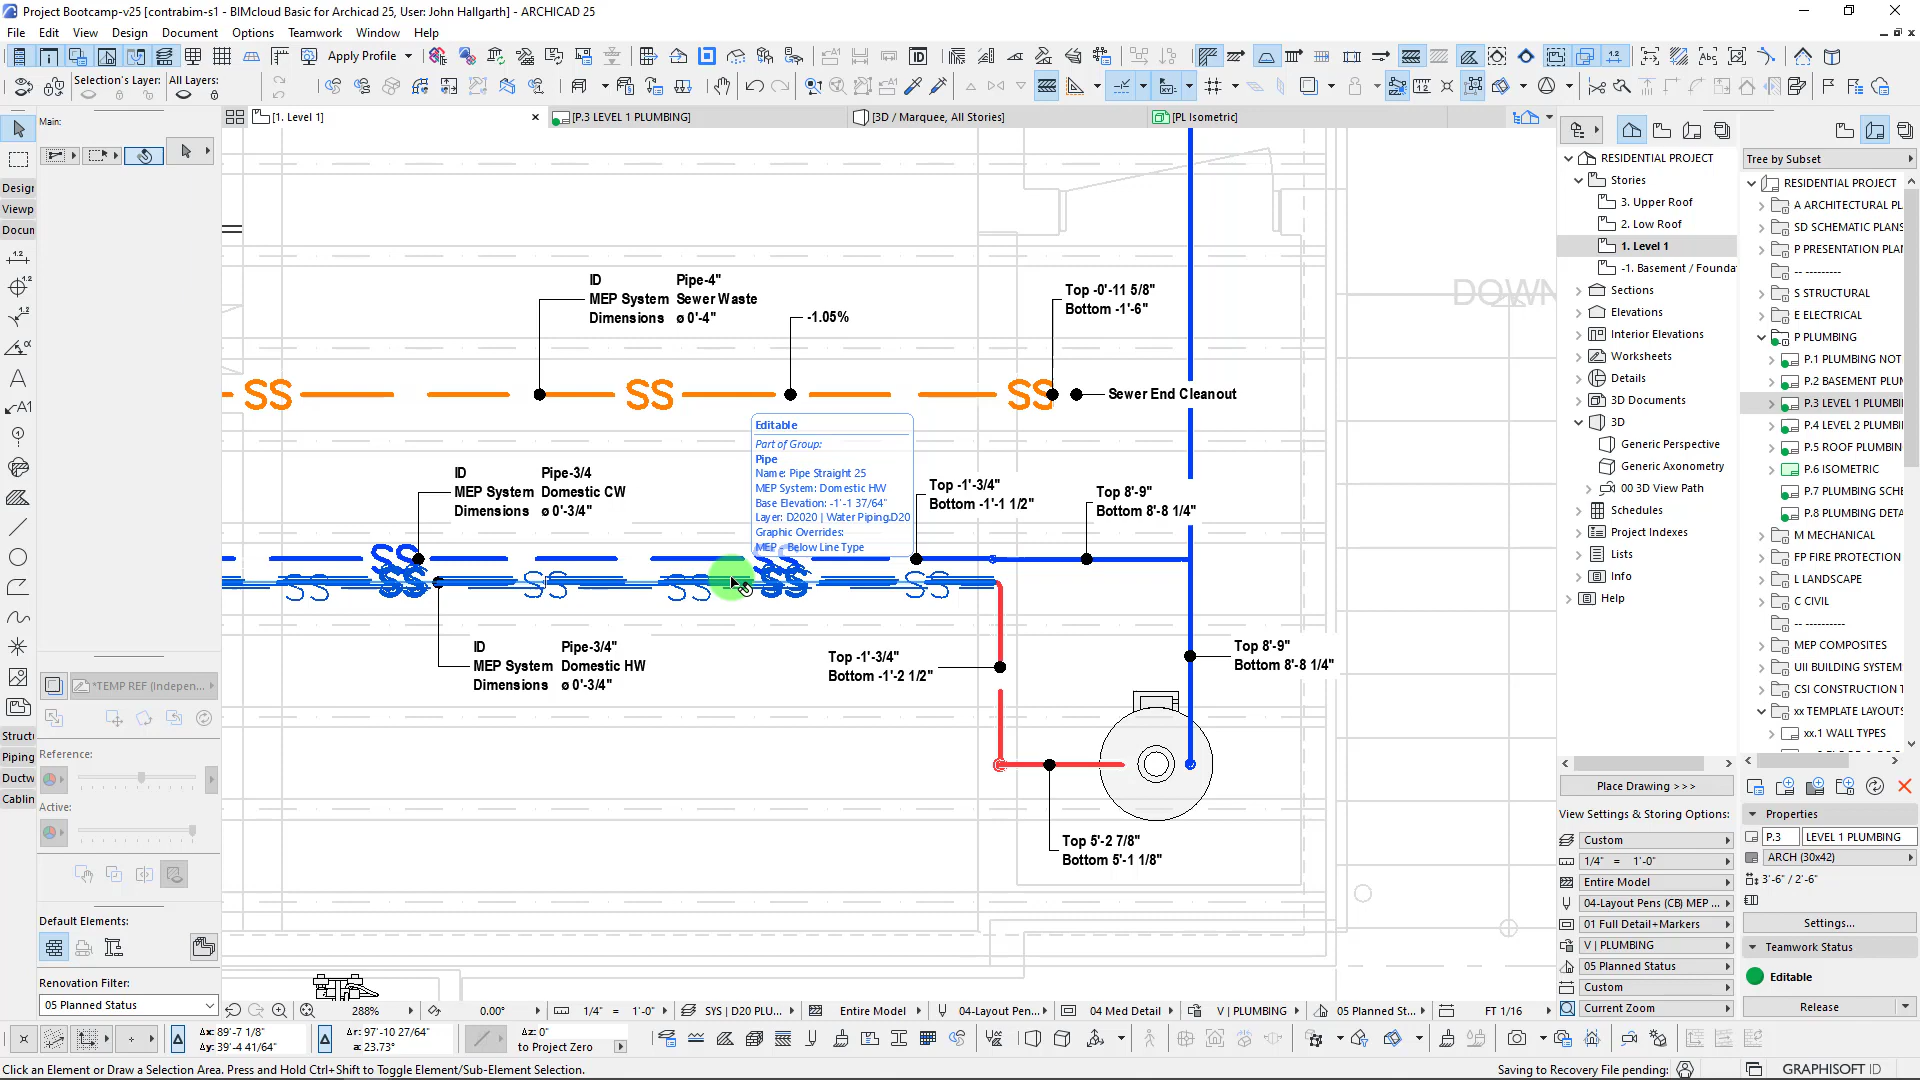 Project Bootcamp-v25 [contrabim-s1 - BIMcloud Basic for Archicad 25, User: John Hallgarth] - ARCHICAD 25
File Edit View Design Document Options Teamwork Window Help
Apply Profile
Selection's Layer: All Layers:
Main:
[1. Level 1]
[P.3 LEVEL 1 PLUMBING]
[3D / Marquee, All Stories]
[PL Isometric]
Design
Viewp
Docum
1.2
A
A1
Struct
Piping
Ductw
Cablin
*TEMP REF (Indepen...
Reference:
Active:
Default Elements:
Renovation Filter:
05 Planned Status
ID Pipe-4"
MEP System Sewer Waste
Dimensions ø 0'-4"
-1.05%
Top -0'-11 5/8"
Bottom -1'-6"
DOWN
SS SS SS
Sewer End Cleanout
Editable
Part of Group:
Pipe
Name: Pipe Straight 25
MEP System: Domestic HW
Base Elevation: -1'-1 37/64"
Layer: D2020 | Water Piping.D20
Graphic Overrides:
MEP - Below Line Type
ID Pipe-3/4
MEP System Domestic CW
Dimensions ø 0'-3/4"
Top -1'-3/4"
Bottom -1'-1 1/2"
Top 8'-9"
Bottom 8'-8 1/4"
SS SS
SS SS SS SS SS SS
ID Pipe-3/4"
MEP System Domestic HW
Dimensions ø 0'-3/4"
Top -1'-3/4"
Bottom -1'-2 1/2"
Top 8'-9"
Bottom 8'-8 1/4"
Top 5'-2 7/8"
Bottom 5'-1 1/8"
RESIDENTIAL PROJECT
Stories
3. Upper Roof
2. Low Roof
1. Level 1
-1. Basement / Founda
Sections
Elevations
Interior Elevations
Worksheets
Details
3D Documents
3D
Generic Perspective
Generic Axonometry
00 3D View Path
Schedules
Project Indexes
Lists
Info
Help
Place Drawing >>>
View Settings & Storing Options:
Custom
1/4" = 1'-0"
Entire Model
04-Layout Pens (CB) MEP ...
01 Full Detail+Markers
V | PLUMBING
05 Planned Status
Custom
Current Zoom
Tree by Subset
RESIDENTIAL PROJECT
A ARCHITECTURAL PL
SD SCHEMATIC PLANS
P PRESENTATION PLAN
-- ---------
S STRUCTURAL
E ELECTRICAL
P PLUMBING
P.1 PLUMBING NOT
P.2 BASEMENT PLUM
P.3 LEVEL 1 PLUMBI
P.4 LEVEL 2 PLUMBI
P.5 ROOF PLUMBIN
P.6 ISOMETRIC
P.7 PLUMBING SCHE
P.8 PLUMBING DETA
M MECHANICAL
FP FIRE PROTECTION
L LANDSCAPE
C CIVIL
-- ---------
MEP COMPOSITES
UII BUILDING SYSTEM
CSI CONSTRUCTION T
xx TEMPLATE LAYOUTS
xx.1 WALL TYPES
Properties
P.3 LEVEL 1 PLUMBING
ARCH (30x42)
3'-6" / 2'-6"
Settings...
Teamwork Status
Editable
Release
288% 0.00° 1/4" = 1'-0" SYS | D20 PLU... Entire Model 04-Layout Pen... 04 Med Detail V | PLUMBING 05 Planned St... FT 1/16
Δx: 89'-7 1/8"
Δy: 39'-4 41/64"
Δr: 97'-10 27/64"
a: 23.73°
Δz: 0"
to Project Zero
Click an Element or Draw a Selection Area. Press and Hold Ctrl+Shift to Toggle Element/Sub-Element Selection.
Saving to Recovery File pending:
GRAPHISOFT ID